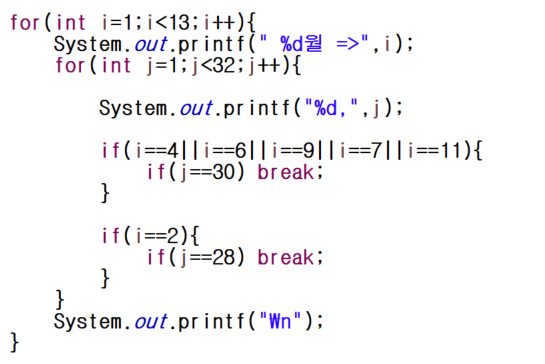 for(int i=1;i<13;i++){
System.out.printf(" %d월 =>",i);
for(int j=1;j<32;j++){
System.out.printf("%d,",j);
if(i==4||i==6||i==9||i==7||i==11){
if(j==30) break;
}
if(i==2){
if(j==28) break;
}
}
System.out.printf("₩n");
}